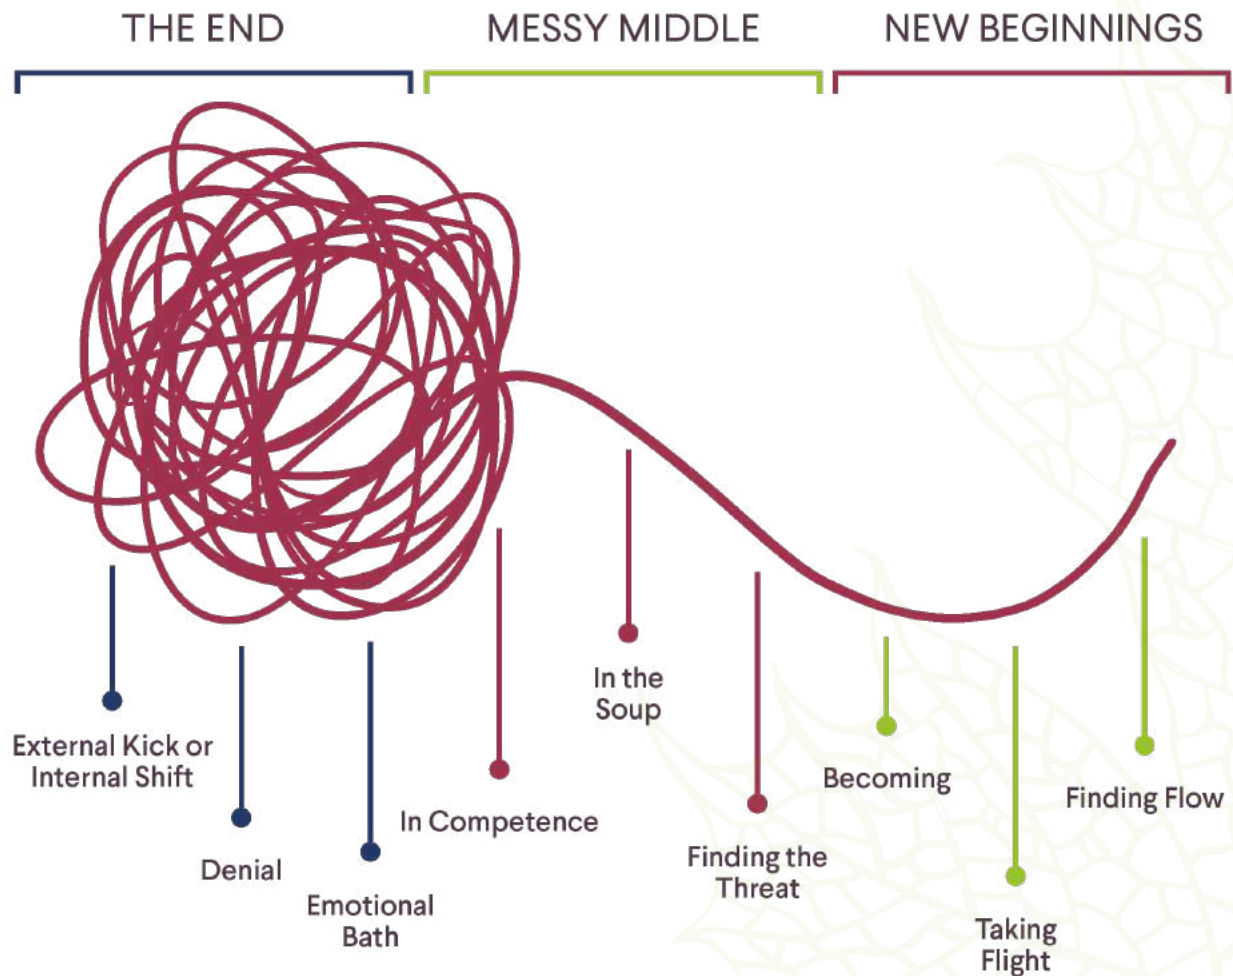 THE END
MESSY MIDDLE
NEW BEGINNINGS
External Kick or
Internal Shift
Denial
Emotional
Bath
In Competence
In the
Soup
Finding the
Threat
Becoming
Taking
Flight
Finding Flow